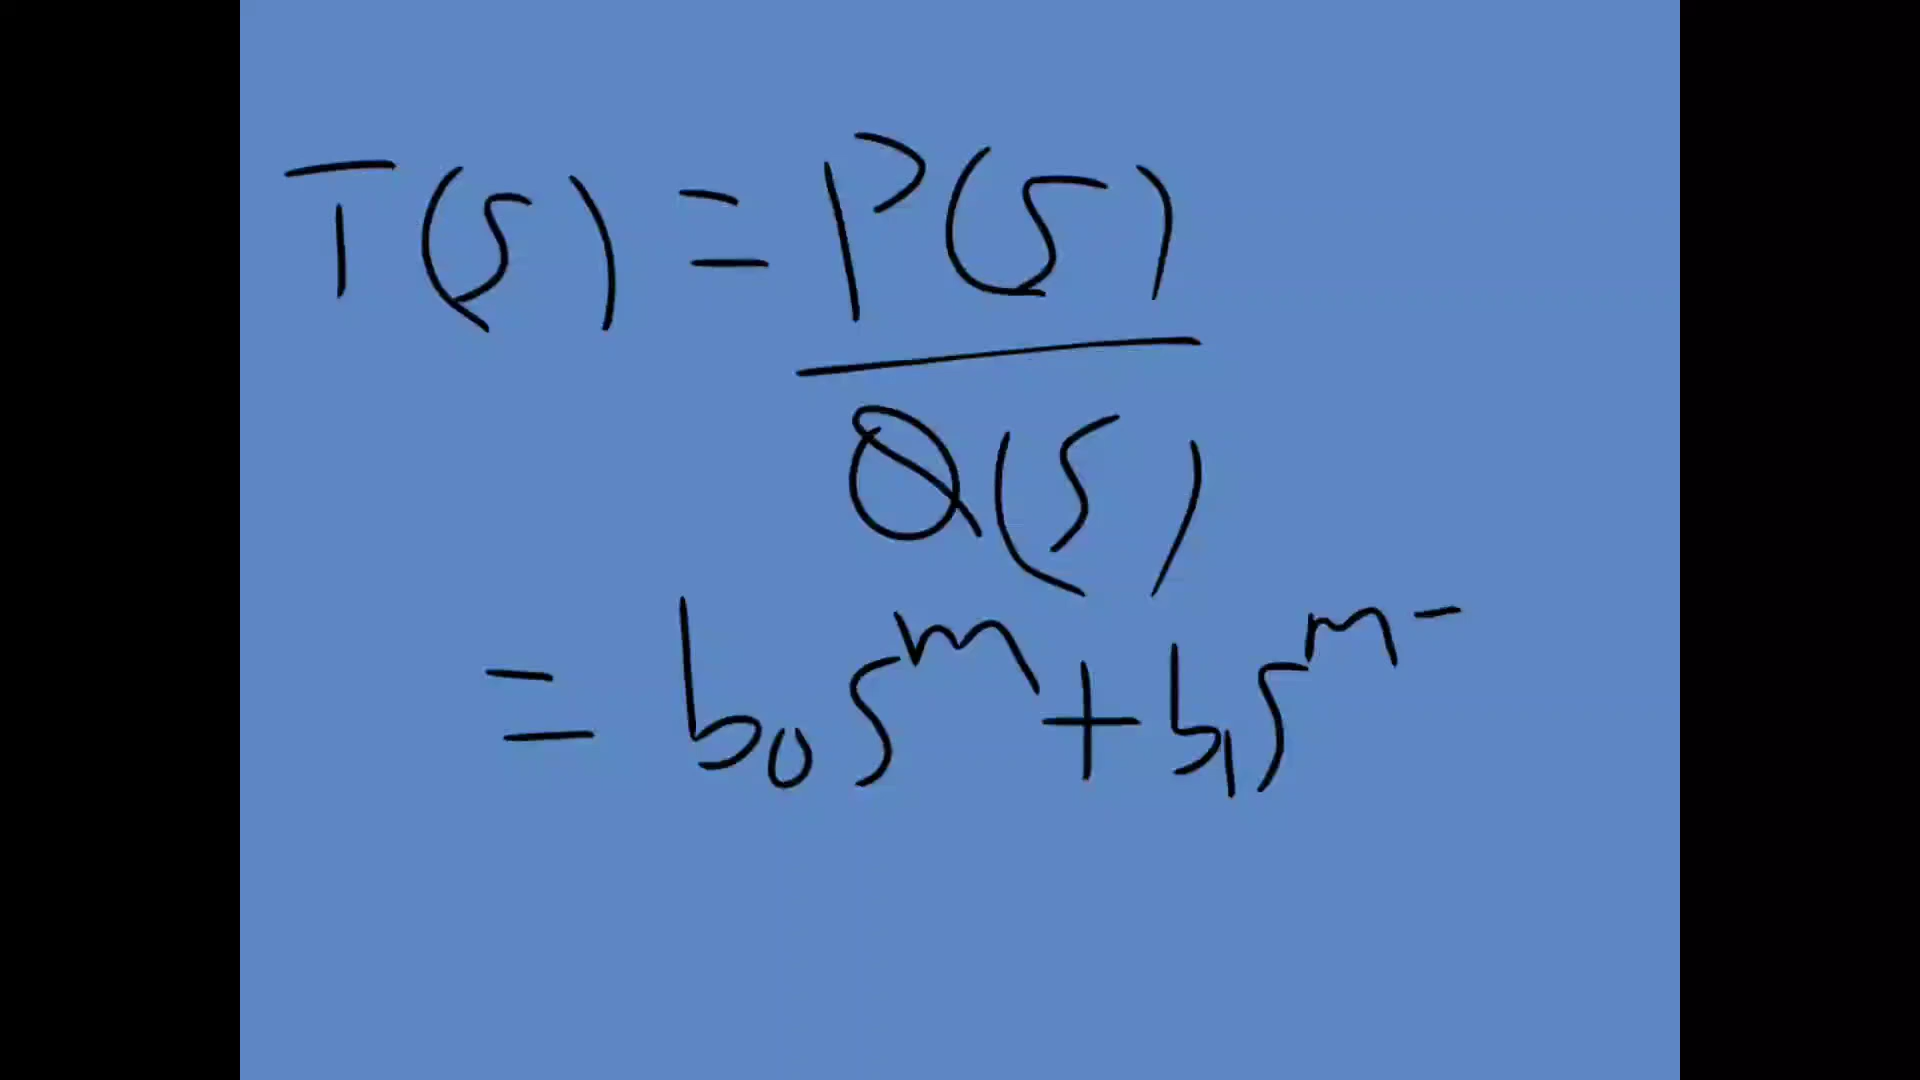 T(s) = P(s)
Q(s)
= b₀s^m + b₁s^m-